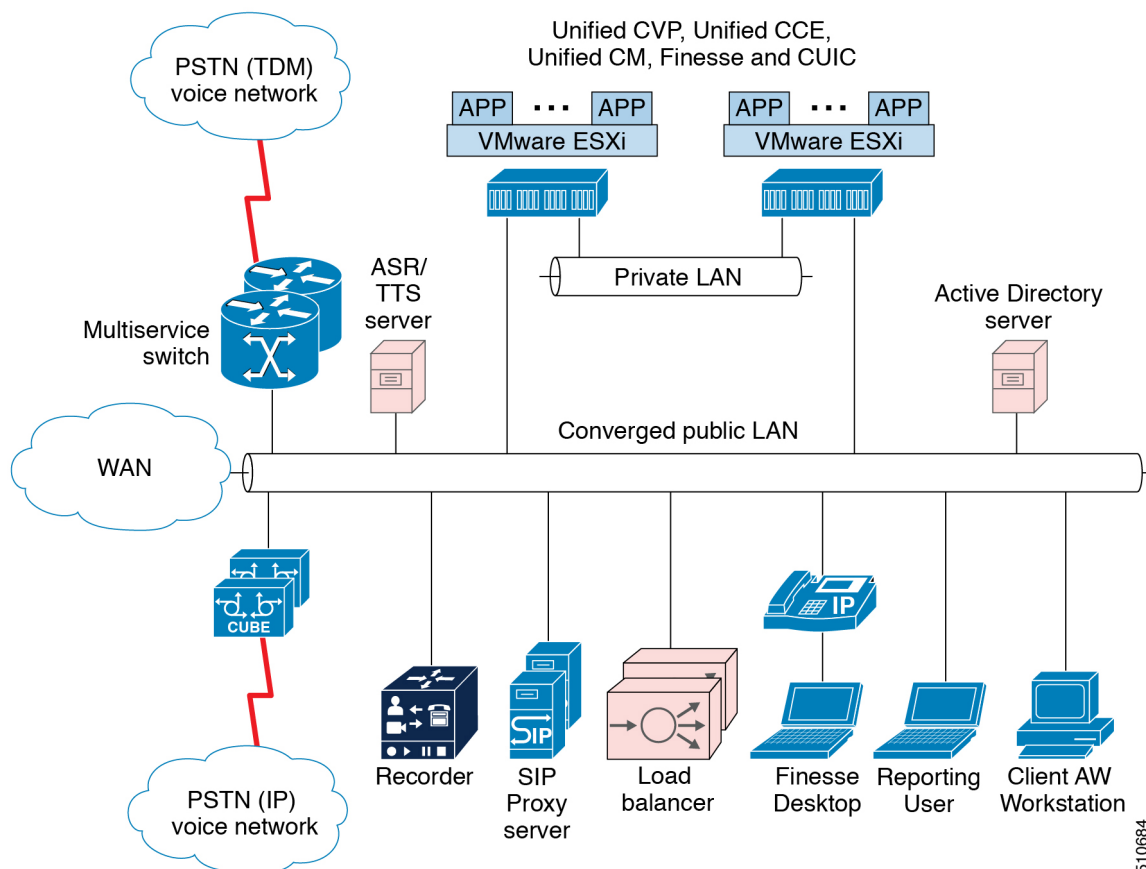 Unified CVP, Unified CCE,
Unified CM, Finesse and CUIC
PSTN (TDM)
voice network
APP ... APP
VMware ESXi
APP ... APP
VMware ESXi
Private LAN
ASR/
TTS
server
Active Directory
server
Multiservice
switch
Converged public LAN
WAN
CUBE
IP
SIP
Recorder
SIP
Proxy
server
Load
balancer
Finesse
Desktop
Reporting
User
Client AW
Workstation
PSTN (IP)
voice network
510684